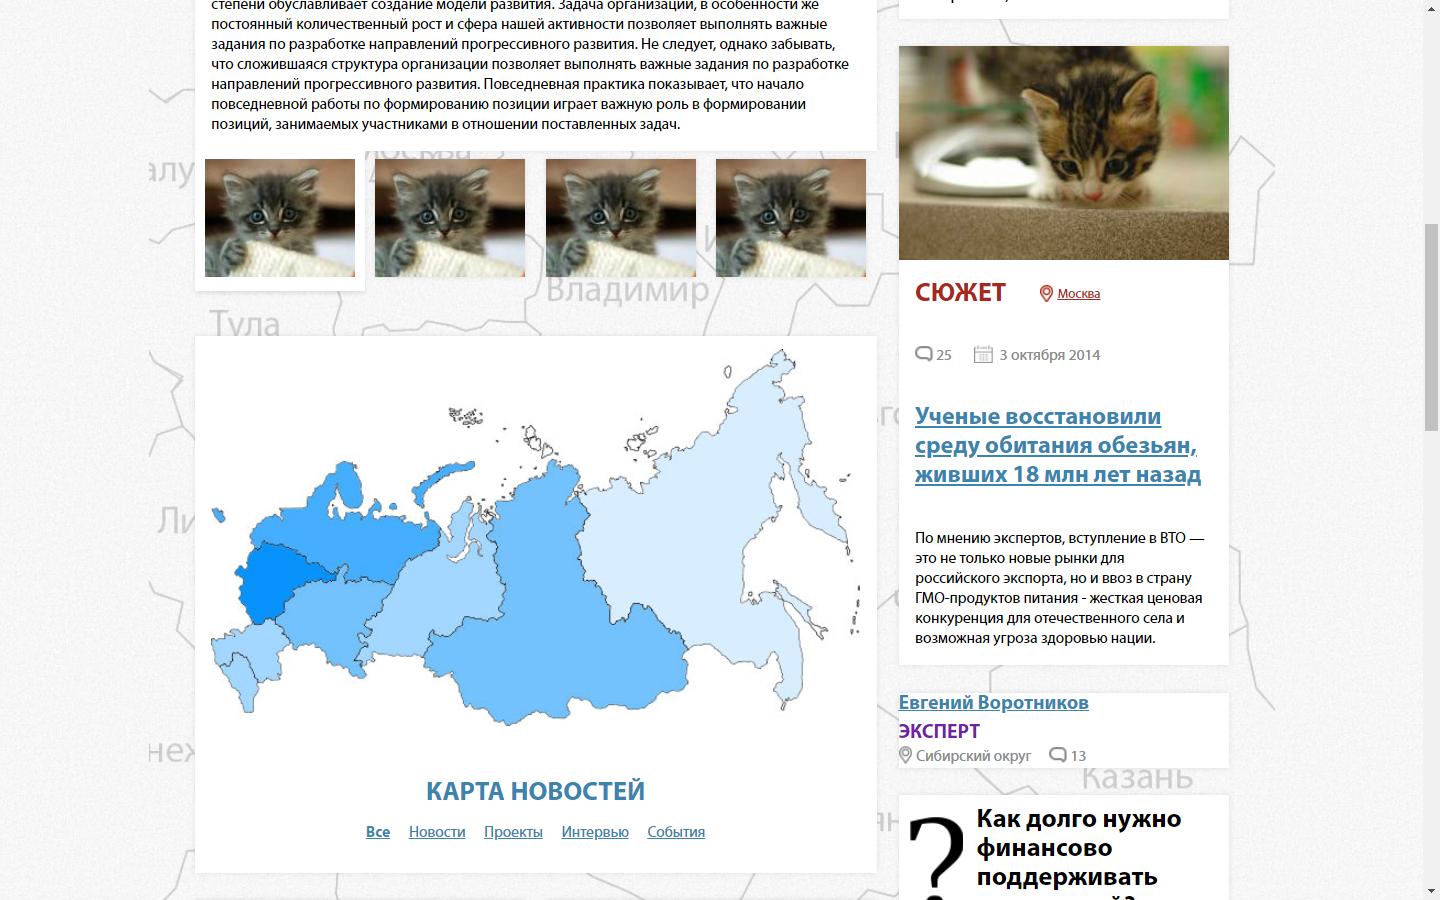 степени обуславливает создание модели развития. Задача организации, в особенности же
постоянный количественный рост и сфера нашей активности позволяет выполнять важные
задания по разработке направлений прогрессивного развития. Не следует, однако забывать,
что сложившаяся структура организации позволяет выполнять важные задания по разработке
направлений прогрессивного развития. Повседневная практика показывает, что начало
повседневной работы по формированию позиции играет важную роль в формировании
позиций, занимаемых участниками в отношении поставленных задач.
Владимир
Тула
КАРТА НОВОСТЕЙ
Все Новости Проекты Интервью События
СЮЖЕТ Москва
25 3 октября 2014
Ученые восстановили
среду обитания обезьян,
живших 18 млн лет назад
По мнению экспертов, вступление в ВТО —
это не только новые рынки для
российского экспорта, но и ввоз в страну
ГМО-продуктов питания - жесткая ценовая
конкуренция для отечественного села и
возможная угроза здоровью нации.
Евгений Воротников
ЭКСПЕРТ
Сибирский округ 13
Казань
? Как долго нужно
финансово
поддерживать